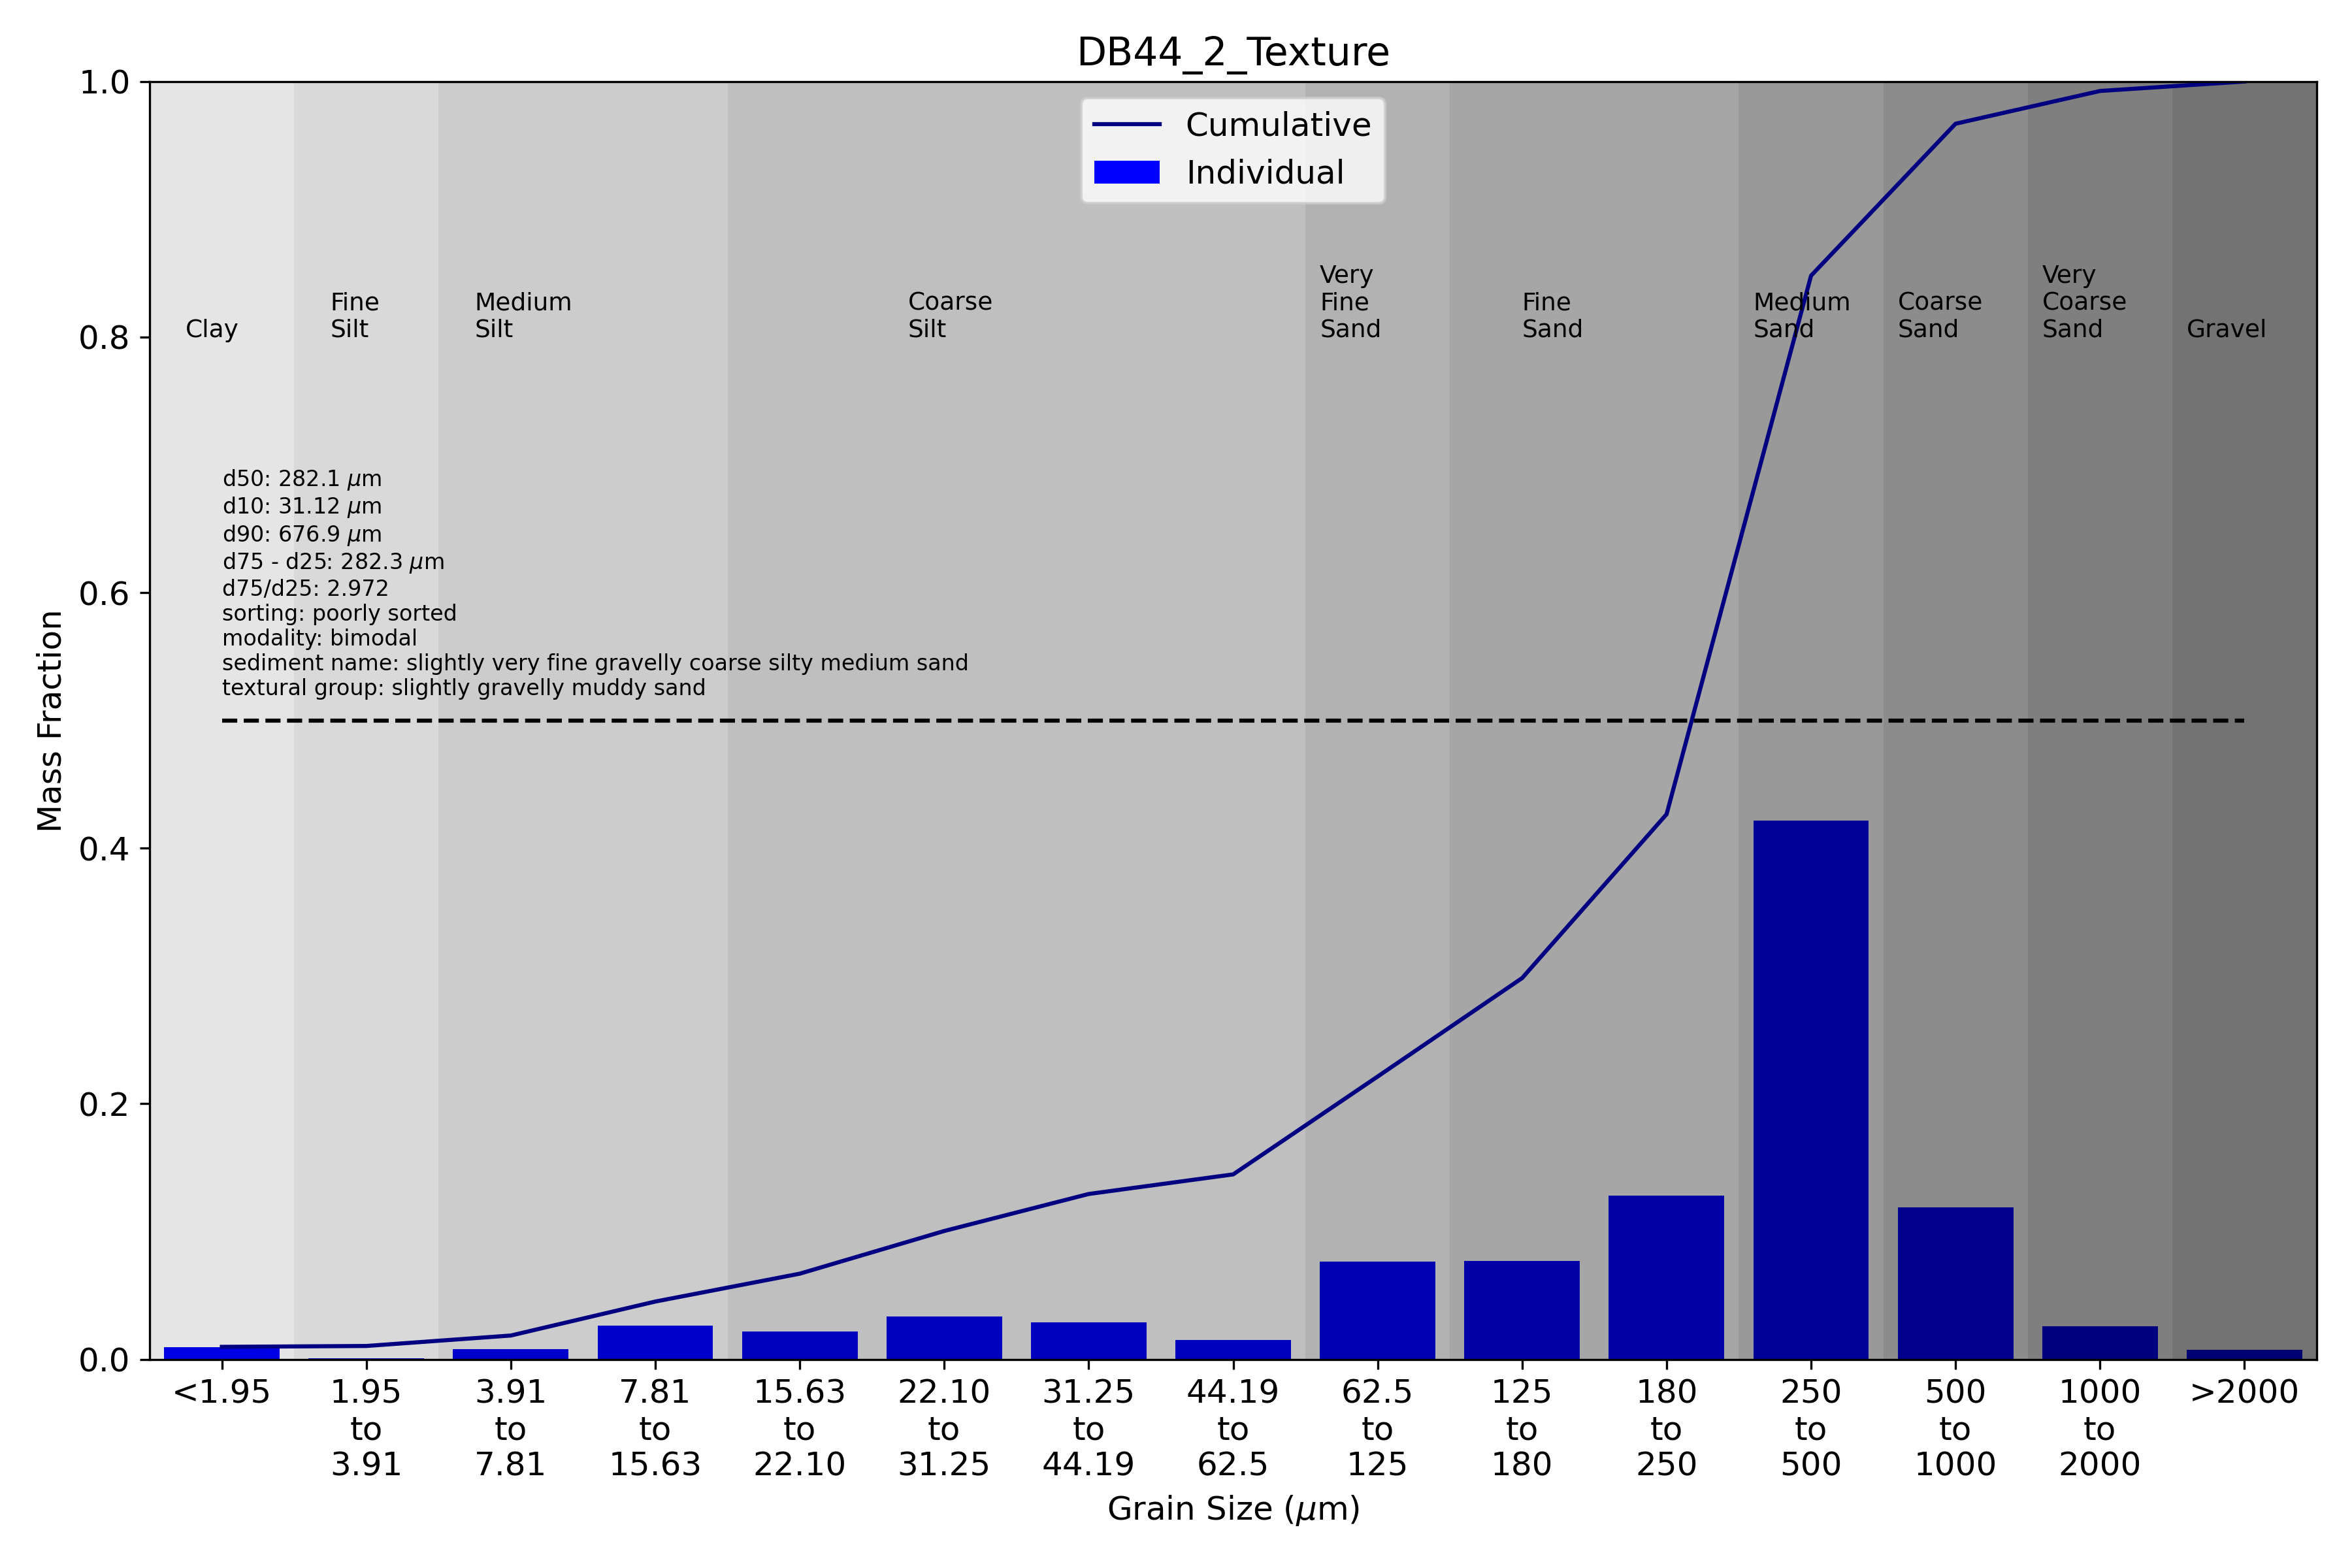 DB44_2_Texture
Cumulative
Individual
1.0
0.8
0.6
0.4
0.2
0.0
Mass Fraction
Clay
Fine
Silt
Medium
Silt
Coarse
Silt
Very
Fine
Sand
Fine
Sand
Medium
Sand
Coarse
Sand
Very
Coarse
Sand
Gravel
d50: 282.1 μm
d10: 31.12 μm
d90: 676.9 μm
d75 - d25: 282.3 μm
d75/d25: 2.972
sorting: poorly sorted
modality: bimodal
sediment name: slightly very fine gravelly coarse silty medium sand
textural group: slightly gravelly muddy sand
<1.95
1.95
to
3.91
3.91
to
7.81
7.81
to
15.63
15.63
to
22.10
22.10
to
31.25
31.25
to
44.19
44.19
to
62.5
62.5
to
125
125
to
180
180
to
250
250
to
500
500
to
1000
1000
to
2000
>2000
Grain Size (μm)